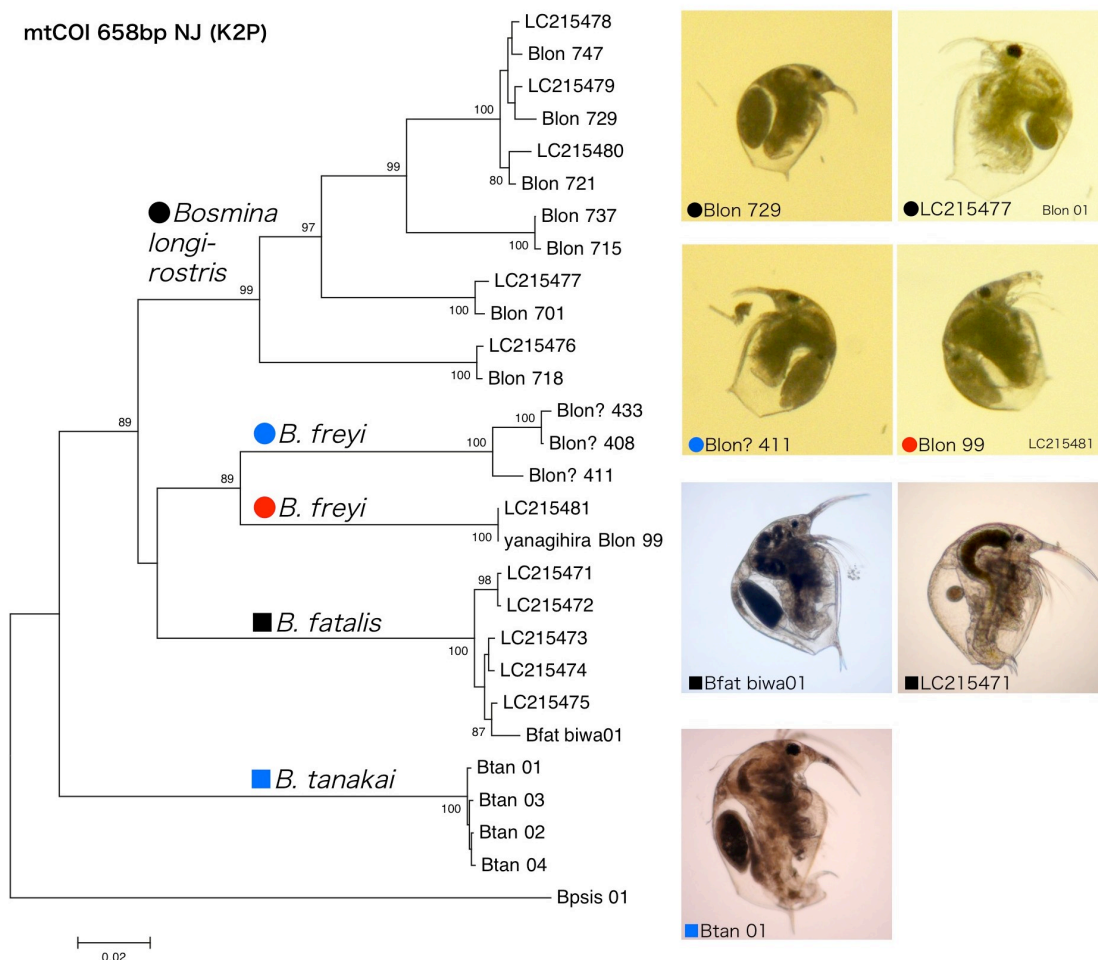 mtCOI 658bp NJ (K2P)
LC215478
Blon 747
LC215479
100
Blon 729
LC215480
99
80
Blon 721
Bosmina
longi-
rostris
Blon 737
97
100
Blon 715
LC215477
99
100
Blon 701
LC215476
100
Blon 718
89
100
Blon? 433
B. freyi
100
Blon? 408
89
Blon? 411
B. freyi
LC215481
100
yanagihira Blon 99
98
LC215471
LC215472
B. fatalis
100
LC215473
LC215474
LC215475
87
Bfat biwa01
B. tanakai
Btan 01
100
Btan 03
Btan 02
Btan 04
Bpsis 01
0.02
Blon 729
LC215477
Blon 01
Blon? 411
Blon 99
LC215481
Bfat biwa01
LC215471
Btan 01